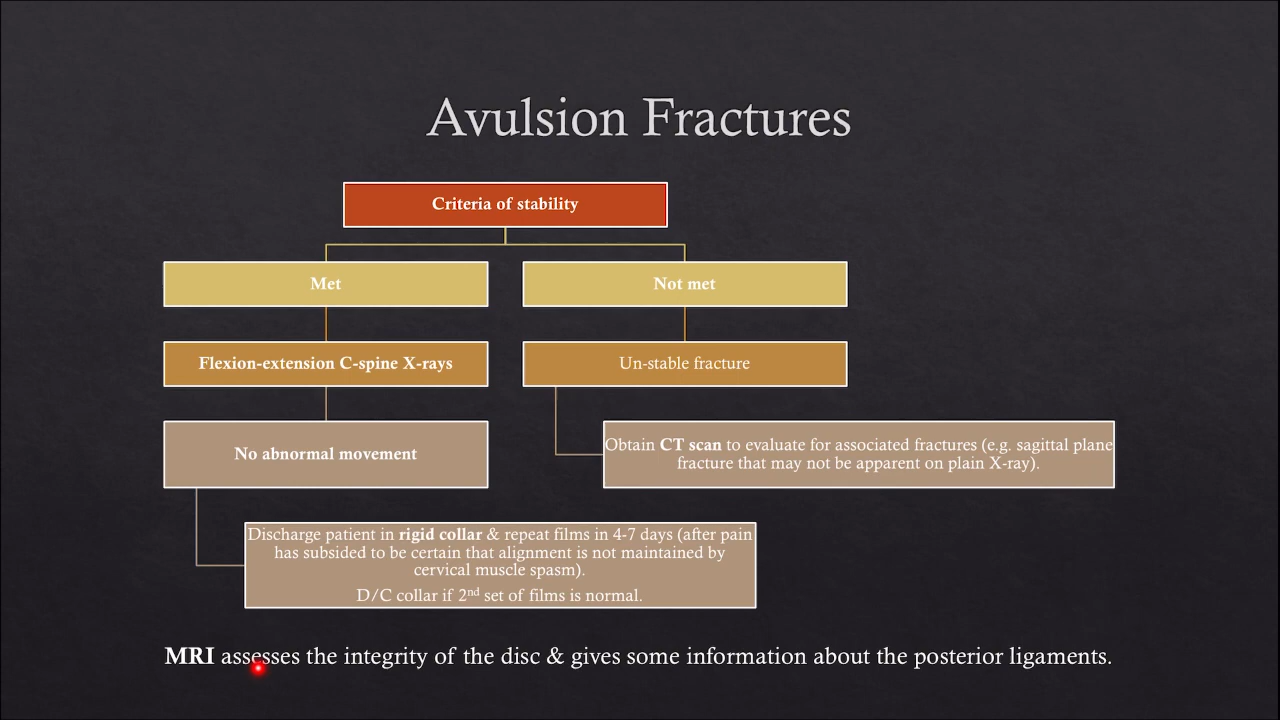 Avulsion Fractures
Criteria of stability
Met
Not met
Flexion-extension C-spine X-rays
Un-stable fracture
No abnormal movement
Obtain CT scan to evaluate for associated fractures (e.g. sagittal plane
fracture that may not be apparent on plain X-ray).
Discharge patient in rigid collar & repeat films in 4-7 days (after pain
has subsided to be certain that alignment is not maintained by
cervical muscle spasm).
D/C collar if 2nd set of films is normal.
MRI assesses the integrity of the disc & gives some information about the posterior ligaments.